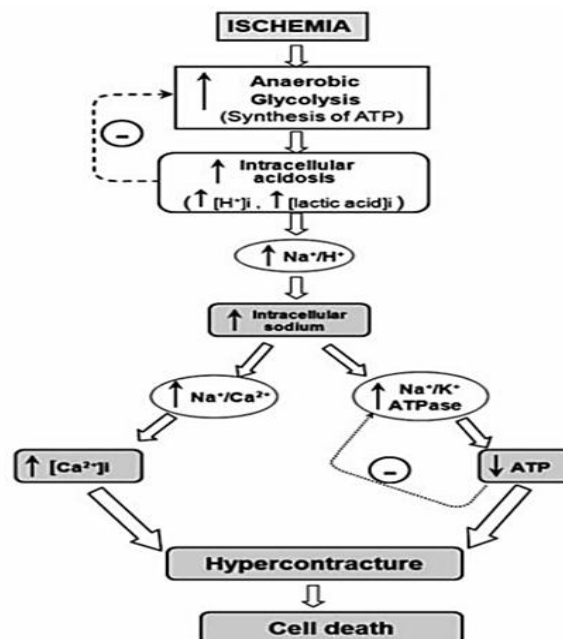 ISCHEMIA
↑ Anaerobic
Glycolysis
(Synthesis of ATP)
–
↑ Intracellular
acidosis
(↑[H⁺]i , ↑[lactic acid]i )
↑ Na⁺/H⁺
↑ Intracellular
sodium
↑ Na⁺/Ca²⁺
↑ Na⁺/K⁺
ATPase
↑ [Ca²⁺]i
–
↓ ATP
Hypercontracture
Cell death